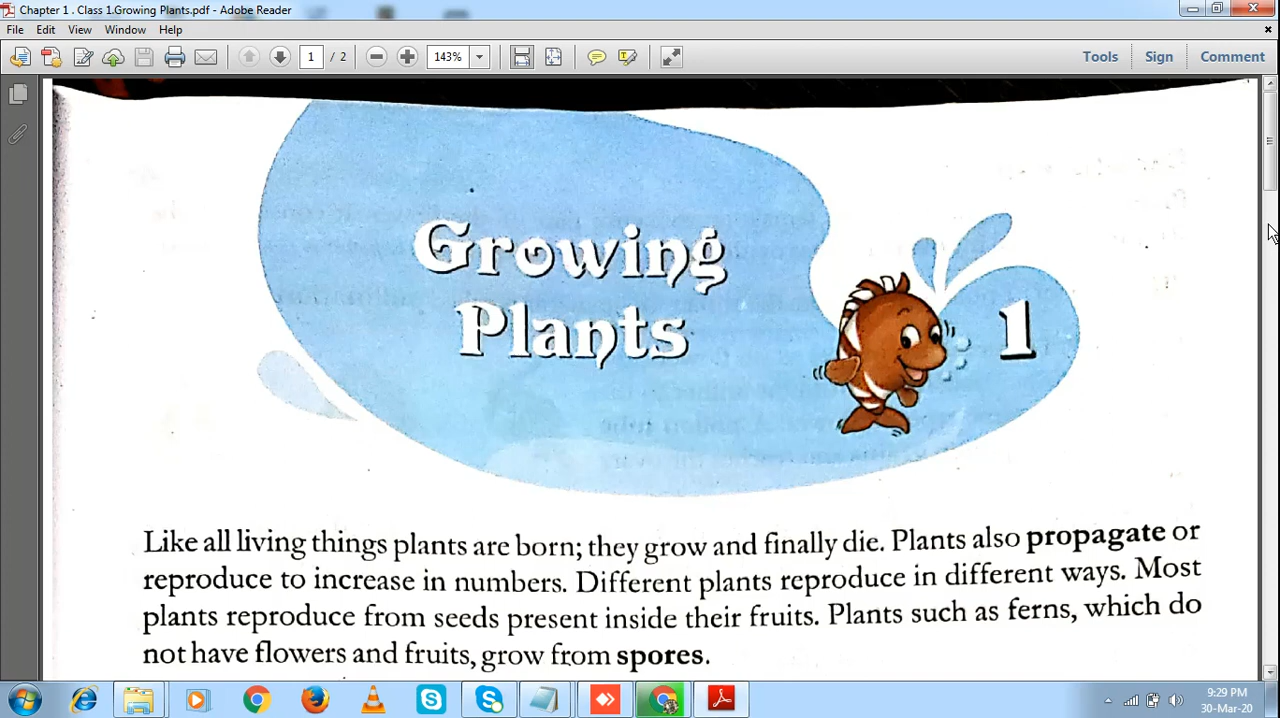 Chapter 1 . Class 1.Growing Plants.pdf - Adobe Reader
File Edit View Window Help
1 / 2 143% Tools Sign Comment
Growing
Plants
1
Like all living things plants are born; they grow and finally die. Plants also propagate or
reproduce to increase in numbers. Different plants reproduce in different ways. Most
plants reproduce from seeds present inside their fruits. Plants such as ferns, which do
not have flowers and fruits, grow from spores.
9:29 PM
30-Mar-20